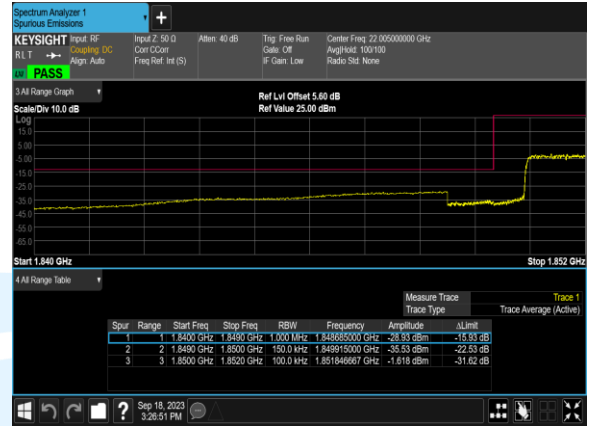 Spectrum Analyzer 1
Spurious Emissions
KEYSIGHT Input: RF Input Z: 50 Ω Atten: 40 dB Trig: Free Run Center Freq: 22.005000000 GHz
Coupling: DC Corr CCorr Gate: Off Avg|Hold: 100/100
R L T Align: Auto Freq Ref: Int (S) IF Gain: Low Radio Std: None
PASS
3 All Range Graph
Ref Lvl Offset 5.60 dB
Scale/Div 10.0 dB Ref Value 25.00 dBm
Log
15.0
5.00
-5.00
-15.0
-25.0
-35.0
-45.0
-55.0
-65.0
Start 1.840 GHz Stop 1.852 GHz
4 All Range Table
Measure Trace Trace 1
Trace Type Trace Average (Active)
Spur Range Start Freq Stop Freq RBW Frequency Amplitude ΔLimit
1 1 1.8400 GHz 1.8490 GHz 1.000 MHz 1.848685000 GHz -28.93 dBm -15.93 dB
2 2 1.8490 GHz 1.8500 GHz 150.0 kHz 1.849915000 GHz -35.53 dBm -22.53 dB
3 3 1.8500 GHz 1.8520 GHz 100.0 kHz 1.851846667 GHz -1.618 dBm -31.62 dB
? Sep 18, 2023
3:26:51 PM